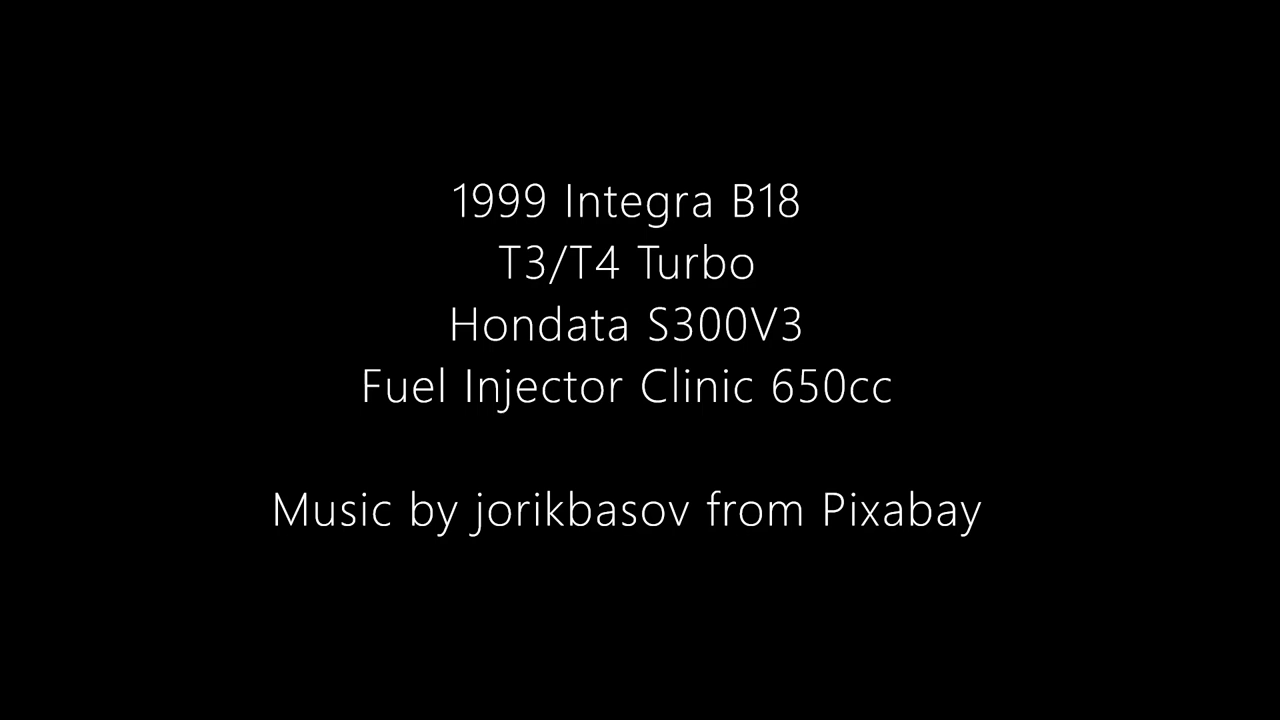 1999 Integra B18
T3/T4 Turbo
Hondata S300V3
Fuel Injector Clinic 650cc
Music by jorikbasov from Pixabay